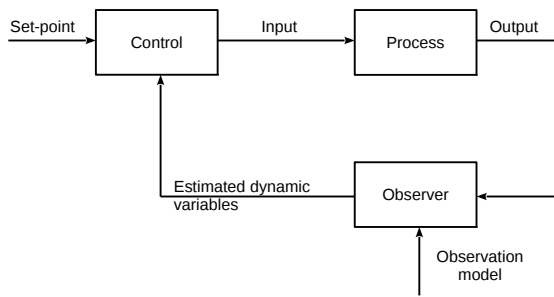 Set-point
Control
Input
Process
Output
Estimated dynamic
variables
Observer
Observation
model